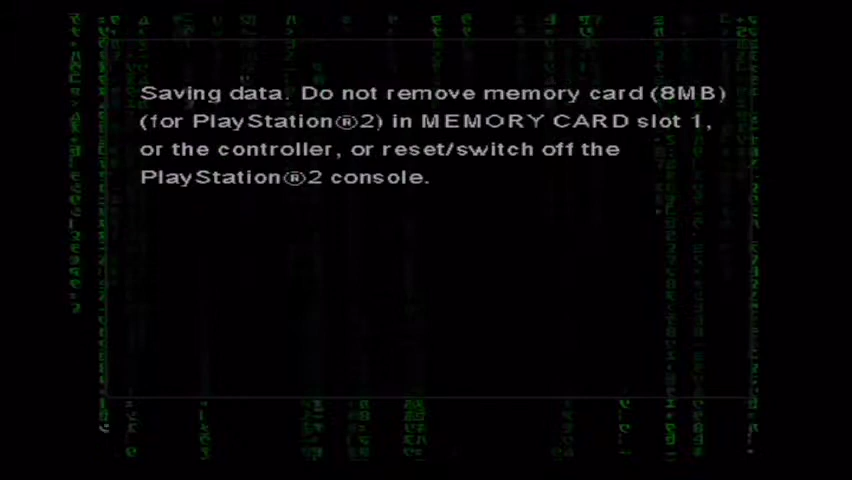 Saving data. Do not remove memory card (8MB)
(for PlayStation®2) in MEMORY CARD slot 1,
or the controller, or reset/switch off the
PlayStation®2 console.